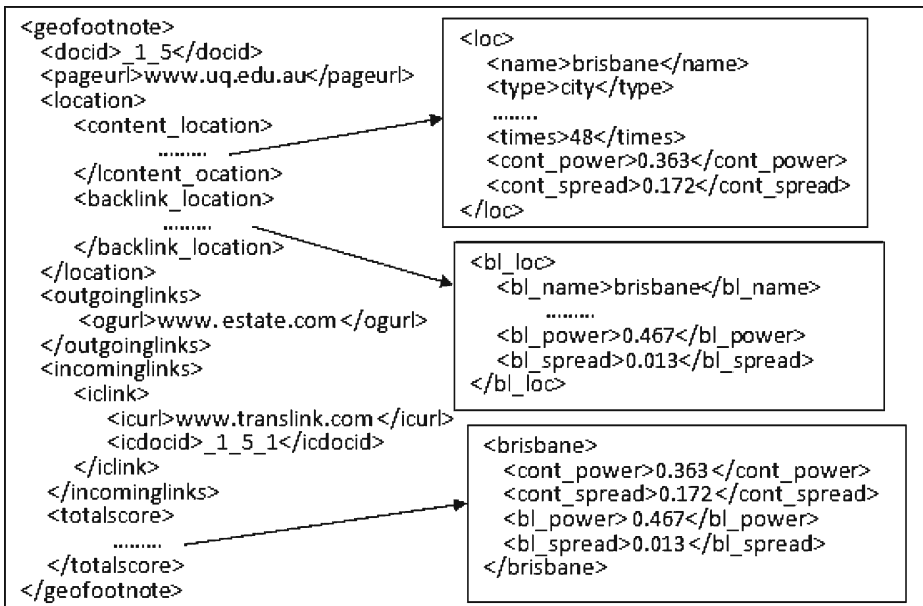 <geofootnote>
<docid>_1_5</docid>
<pageurl>www.uq.edu.au</pageurl>
<location>
<content_location>
.........
</lcontent_ocation>
<backlink_location>
.........
</backlink_location>
</location>
<outgoinglinks>
<ogurl>www. estate.com </ogurl>
</outgoinglinks>
<incominglinks>
<iclink>
<icurl>www.translink.com </icurl>
<icdocid>_1_5_1</icdocid>
</iclink>
</incominglinks>
<totalscore>
.........
</totalscore>
</geofootnote>
<loc>
<name>brisbane</name>
<type>city</type>
........
<times>48</times>
<cont_power>0.363</cont_power>
<cont_spread>0.172</cont_spread>
</loc>
<bl_loc>
<bl_name>brisbane</bl_name>
.........
<bl_power>0.467</bl_power>
<bl_spread>0.013</bl_spread>
</bl_loc>
<brisbane>
<cont_power>0.363 </cont_power>
<cont_spread>0.172 </cont_spread>
<bl_power> 0.467</bl_power>
<bl_spread>0.013 </bl_spread>
</brisbane>